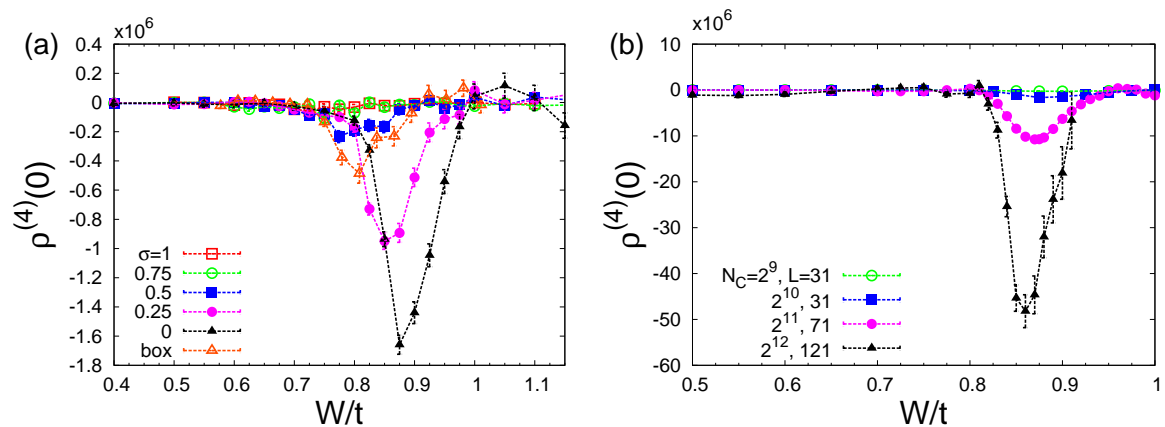 (a)
x10^6
0.4
0.2
0
-0.2
-0.4
-0.6
-0.8
-1
-1.2
-1.4
-1.6
-1.8
ρ^(4)(0)
σ=1
0.75
0.5
0.25
0
box
0.4 0.5 0.6 0.7 0.8 0.9 1 1.1
W/t
(b)
x10^6
10
0
-10
-20
-30
-40
-50
-60
ρ^(4)(0)
N_C=2^9, L=31
2^10, 31
2^11, 71
2^12, 121
0.5 0.6 0.7 0.8 0.9 1
W/t